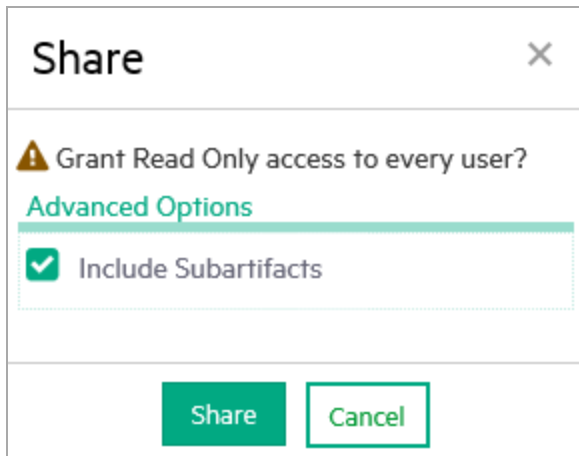 Share
Grant Read Only access to every user?
Advanced Options
Include Subartifacts
Share
Cancel